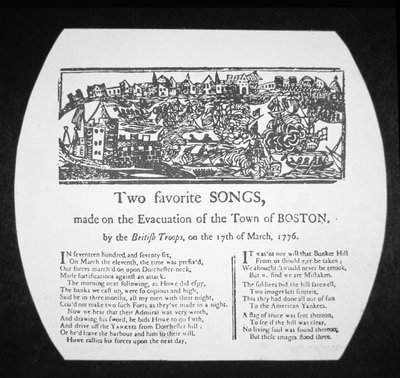 Two favorite SONGS,
made on the Evacuation of the Town of BOSTON,
by the British Troops, on the 17th of March, 1776.
IN seventeen hundred and seventy six,
On March the eleventh, the time was prefix'd,
Our forces march'd on upon Dorchester-neck,
Made fortifications against an attack.
The morning following, as Howe did espy,
The banks we cast up, were so copious and high,
Said he in three months, all my men with their might,
Cou'd not make two such Forts as they've made in a night.
Now we hear that their Admiral was very wroth,
And drawing his sword, he bids Howe to go forth,
And drive off the YANKEES from Dorchester hill;
Or he'd leave the harbour and him to their will.
Howe rallies his forces upon the next day,
IT was not our will that Bunker Hill
From us should e'er be taken;
We thought 'twould never be retook,
But we find we are Mistaken.
The soldiers bid the hill farewell,
Two images left sentries,
This they had done all out of fun
To the American Yankees.
A flag of truce was sent thereon,
To see if the hill was clear,
No living soul was found thereon,
But these images stood there.